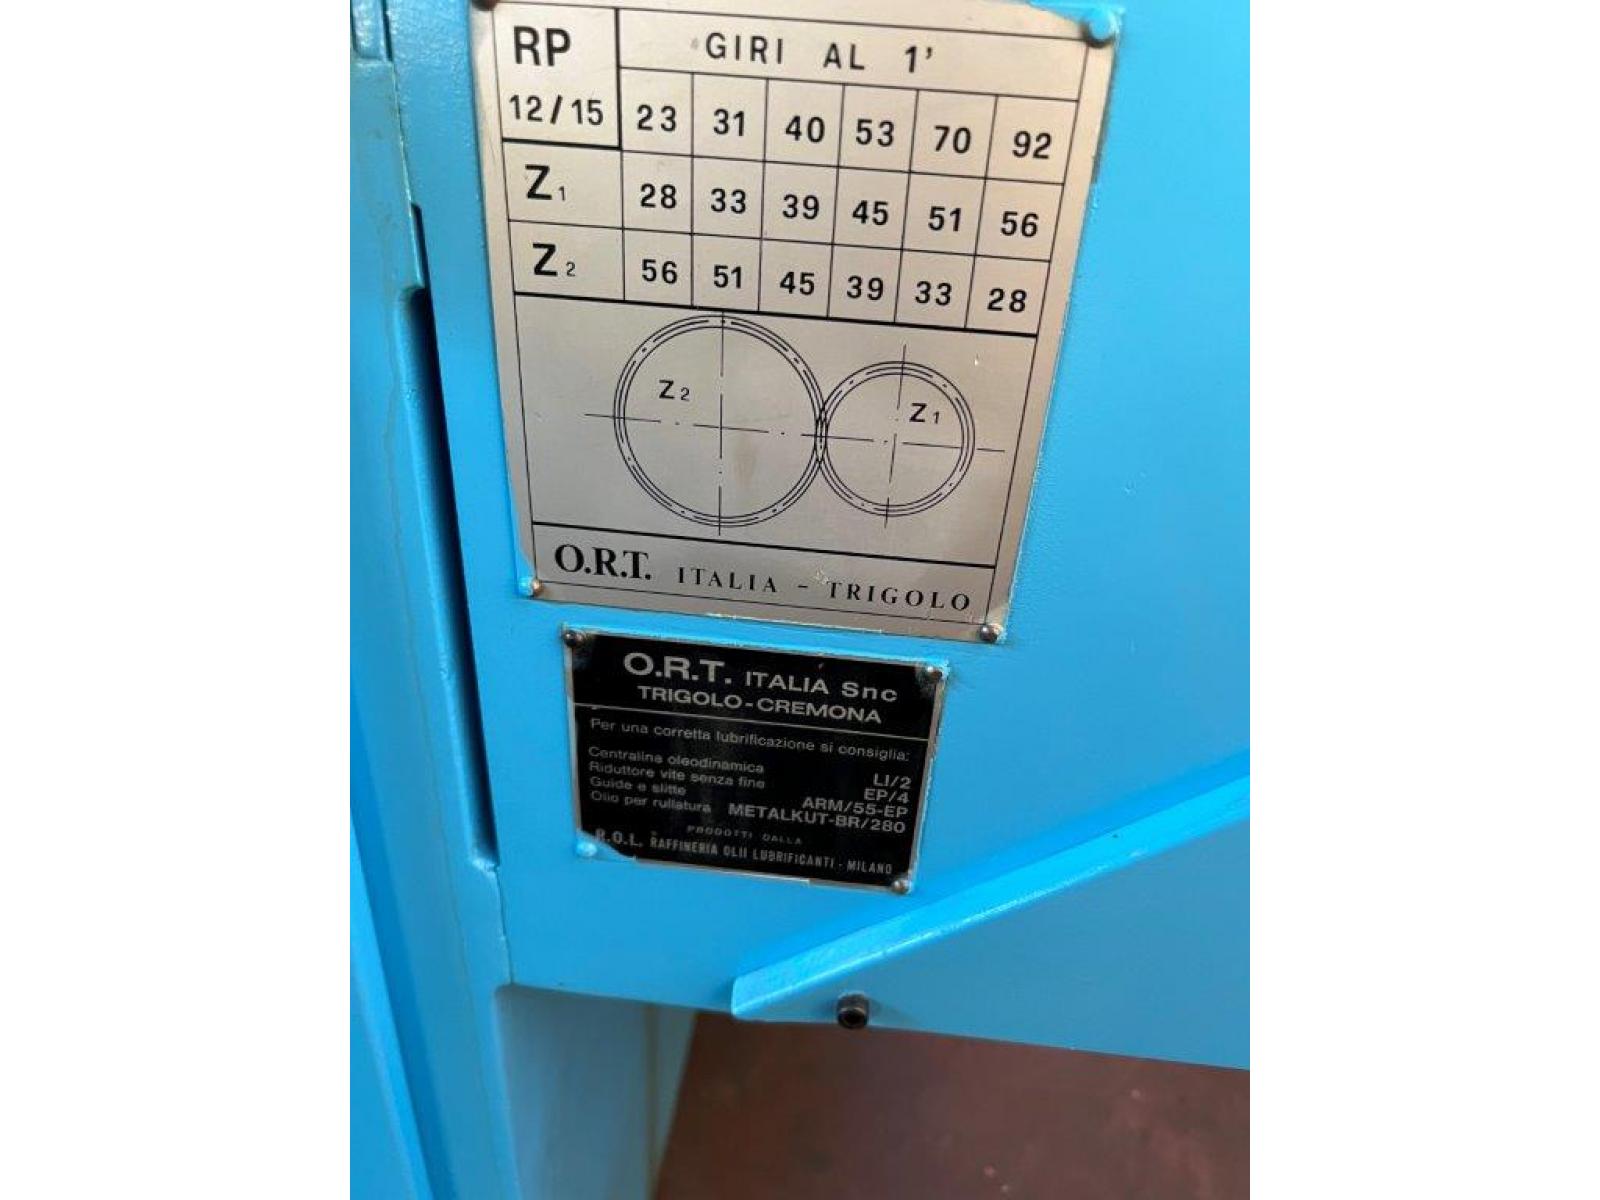 RP GIRI AL 1'
12/15 23 31 40 53 70 92
Z1 28 33 39 45 51 56
Z2 56 51 45 39 33 28
Z2 Z1
O.R.T. ITALIA - TRIGOLO
O.R.T. ITALIA Snc
TRIGOLO-CREMONA
Per una corretta lubrificazione si consiglia:
Centralina oleodinamica LI/2
Riduttore vite senza fine EP/4
Guide e slitte ARM/55-EP
Olio per rullatura METALKUT-BR/280
PRODOTTI DALLA
R.O.L. RAFFINERIA OLII LUBRIFICANTI - MILANO